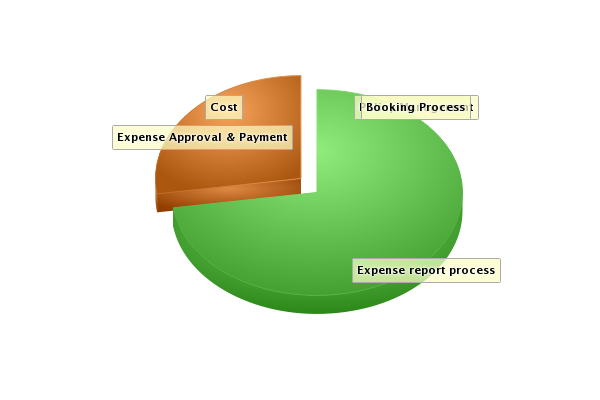 Cost
Booking Process
Expense Approval & Payment
Expense report process